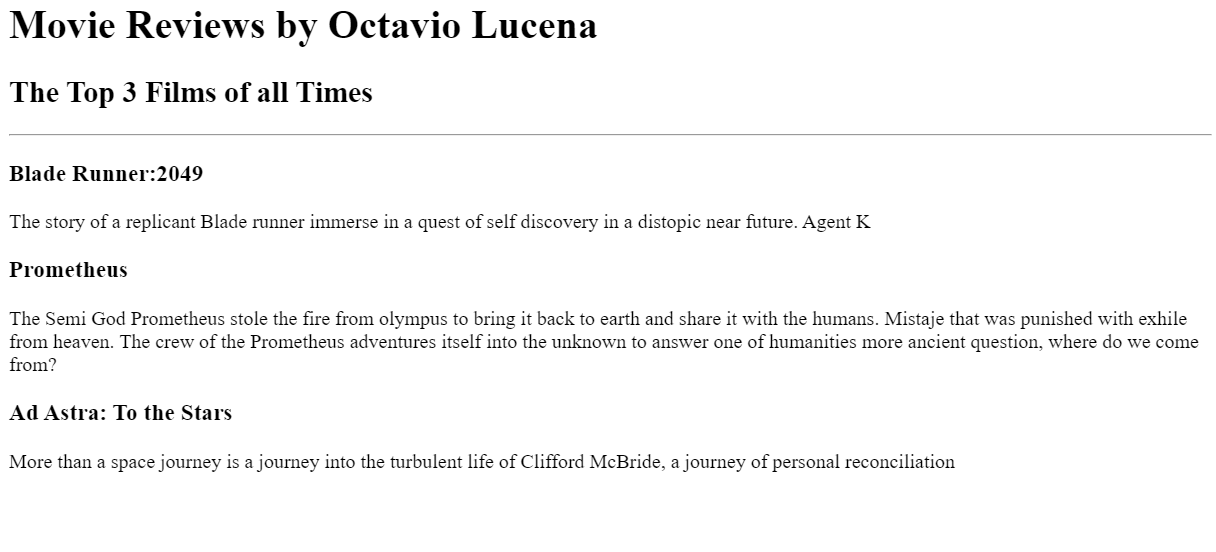 Movie Reviews by Octavio Lucena
The Top 3 Films of all Times
Blade Runner:2049
The story of a replicant Blade runner immerse in a quest of self discovery in a distopic near future. Agent K
Prometheus
The Semi God Prometheus stole the fire from olympus to bring it back to earth and share it with the humans. Mistaje that was punished with exhile
from heaven. The crew of the Prometheus adventures itself into the unknown to answer one of humanities more ancient question, where do we come
from?
Ad Astra: To the Stars
More than a space journey is a journey into the turbulent life of Clifford McBride, a journey of personal reconciliation